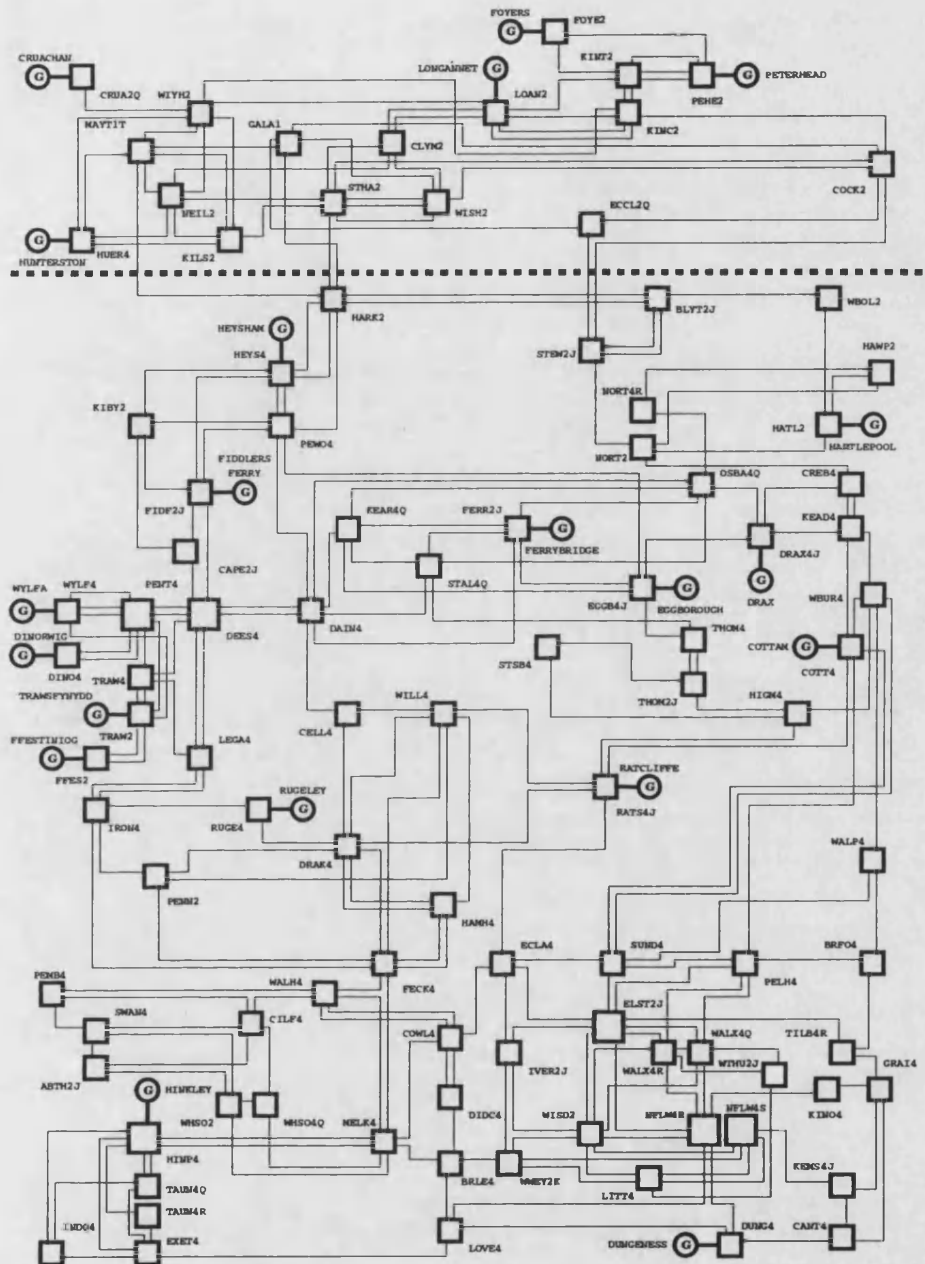 FOYERS
FOYE2
CRUACHAN
G
G
KINT2
LONGANNET
G
LOAN2
G
PETERHEAD
CRUA2Q
WIYH2
PEHE2
MAYT1T
GALA1
CLYM2
KINC2
COCK2
STHA2
NEIL2
WISH2
ECCL2Q
G
HUNTERSTON
HUER4
KILS2
HARK2
BLYT2J
WBOL2
HEYSHAM
G
HEYS4
STEW2J
HAWP2
NORT4R
KIBY2
PEWO4
HATL2
G
HARTLEPOOL
NORT2
FIDDLERS
FERRY
G
OSBA4Q
CREB4
FIDF2J
KEAR4Q
FERR2J
G
FERRYBRIDGE
KEAD4
DRAX4J
CAPE2J
STAL4Q
WYLFA
WYLF4
PENT4
G
G
EGGB4J
EGGBOROUGH
G
DRAX
WBUR4
DINORWIG
G
DEES4
DAIN4
THOM4
COTTAM
G
DINO4
TRAW4
STSB4
COTT4
TRAWSFYNYDD
G
WILL4
THOM2J
HIGM4
TRAW2
CELL4
FFESTINIOG
G
LEGA4
FFES2
RATCLIFFE
G
RUGELEY
G
IRON4
RUGE4
RATS4J
DRAK4
WALP4
PENN2
HAMH4
ECLA4
SUND4
BRFO4
PEMB4
WALH4
FECK4
PELH4
SWAN4
CILF4
ELST2J
COWL4
WALX4Q
TILB4R
GRAI4
ABTH2J
IVER2J
WALX4R
WTHU2J
G
HINKLEY
DIDC4
KINO4
WHSO2
WHSO4Q
MELK4
WISD2
NFLW4R
NFLW4S
HINP4
KEMS4J
TAUN4Q
BRLE4
WWEY2K
LITT4
TAUN4R
INDQ4
EXET4
DUNG4
CANT4
LOVE4
DUNGENESS
G